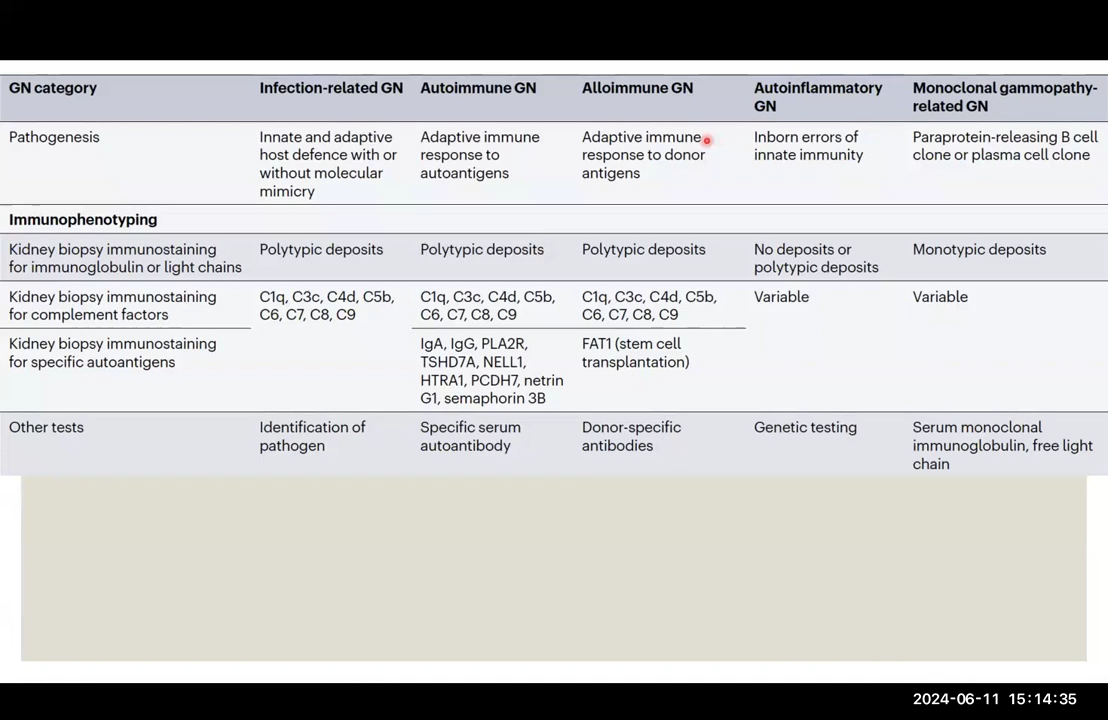 GN category
Infection-related GN
Autoimmune GN
Alloimmune GN
Autoinflammatory
GN
Monoclonal gammopathy-
related GN
Pathogenesis
Innate and adaptive
host defence with or
without molecular
mimicry
Adaptive immune
response to
autoantigens
Adaptive immune
response to donor
antigens
Inborn errors of
innate immunity
Paraprotein-releasing B cell
clone or plasma cell clone
Immunophenotyping
Kidney biopsy immunostaining
for immunoglobulin or light chains
Polytypic deposits
Polytypic deposits
Polytypic deposits
No deposits or
polytypic deposits
Monotypic deposits
Kidney biopsy immunostaining
for complement factors
C1q, C3c, C4d, C5b,
C6, C7, C8, C9
C1q, C3c, C4d, C5b,
C6, C7, C8, C9
C1q, C3c, C4d, C5b,
C6, C7, C8, C9
Variable
Variable
Kidney biopsy immunostaining
for specific autoantigens
IgA, IgG, PLA2R,
TSHD7A, NELL1,
HTRA1, PCDH7, netrin
G1, semaphorin 3B
FAT1 (stem cell
transplantation)
Other tests
Identification of
pathogen
Specific serum
autoantibody
Donor-specific
antibodies
Genetic testing
Serum monoclonal
immunoglobulin, free light
chain
2024-06-11 15:14:35